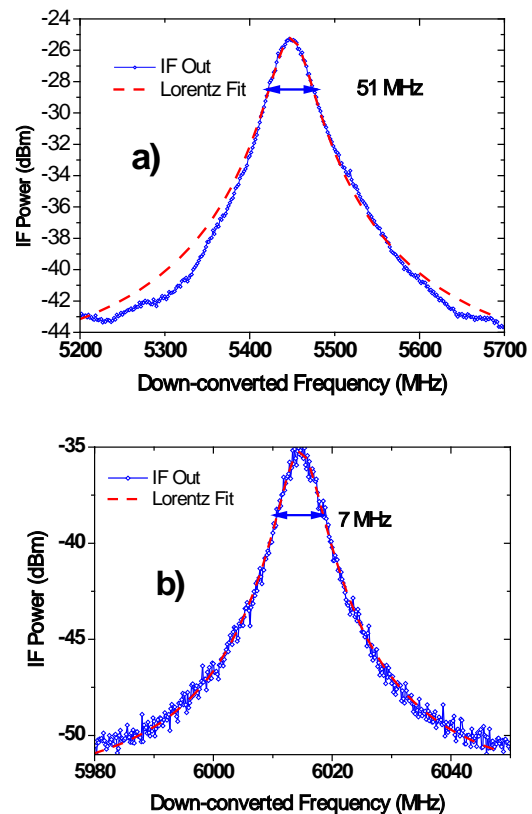 -24
-26
IF Out
-28
Lorentz Fit
51 MHz
-30
-32
a)
-34
-36
-38
-40
-42
-44
IF Power (dBm)
5200 5300 5400 5500 5600 5700
Down-converted Frequency (MHz)
-35
IF Out
Lorentz Fit
7 MHz
-40
b)
-45
-50
IF Power (dBm)
5980 6000 6020 6040
Down-converted Frequency (MHz)